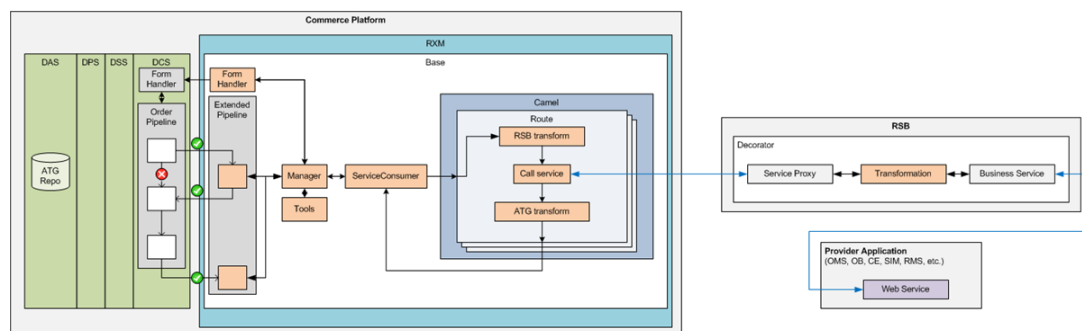 Commerce Platform
RXM
Base
DAS
DPS
DSS
DCS
Form
Handler
Form
Handler
Order
Pipeline
Extended
Pipeline
ATG
Repo
Manager
Tools
ServiceConsumer
Camel
Route
RSB transform
Call service
ATG transform
RSB
Decorator
Service Proxy
Transformation
Business Service
Provider Application
(OMS, OB, CE, SIM, RMS, etc.)
Web Service